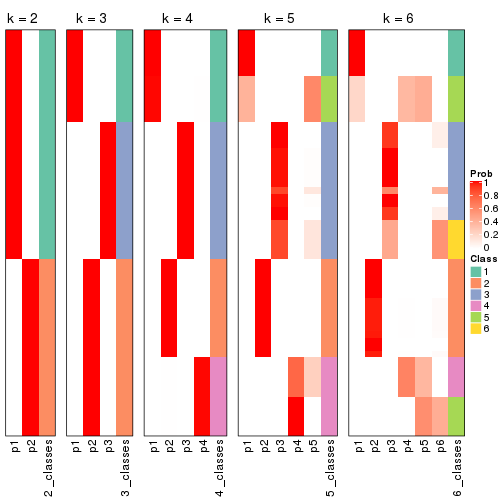 k = 2
k = 3
k = 4
k = 5
k = 6
p1
p2
2_classes
p1
p2
p3
3_classes
p1
p2
p3
p4
4_classes
p1
p2
p3
p4
p5
5_classes
p1
p2
p3
p4
p5
p6
6_classes
Prob
1
0.8
0.6
0.4
0.2
0
Class
1
2
3
4
5
6